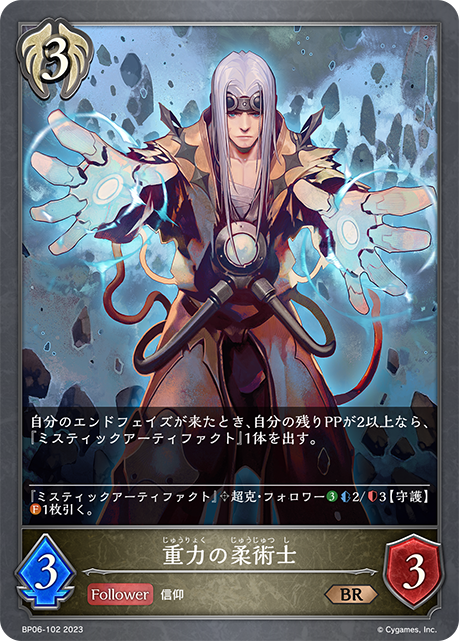 3
自分のエンドフェイズが来たとき、自分の残りPPが2以上なら、
『ミスティックアーティファクト』1体を出す。
『ミスティックアーティファクト』超克・フォロワー3 2/3【守護】
F 1枚引く。
じゅうりょく じゅうじゅつ し
重力の柔術士
3
Follower 信仰
BR
3
BP06-102 2023
© Cygames, Inc.